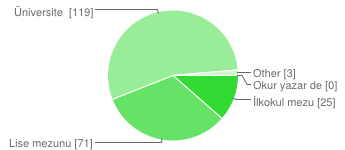 Üniversite [119]
Other [3]
Okur yazar de [0]
İlkokul mezu [25]
Lise mezunu [71]